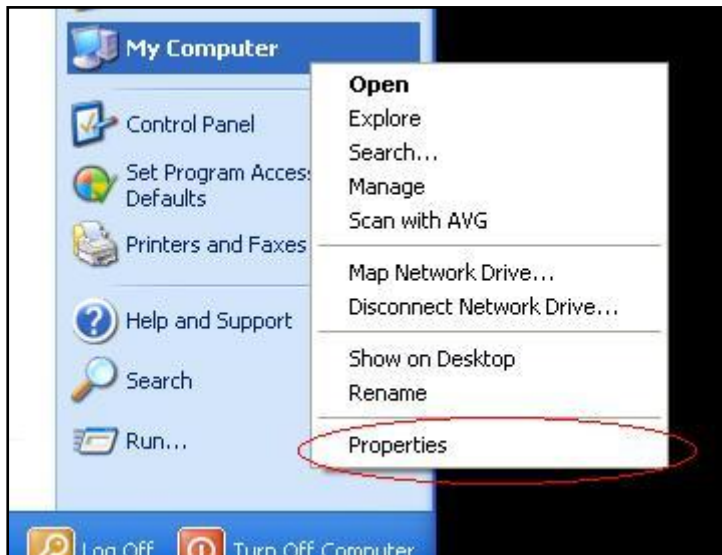 My Computer
Control Panel
Set Program Access
Defaults
Printers and Faxes
Help and Support
Search
Run...
Open
Explore
Search...
Manage
Scan with AVG
Map Network Drive...
Disconnect Network Drive...
Show on Desktop
Rename
Properties
Log Off
Turn Off Computer